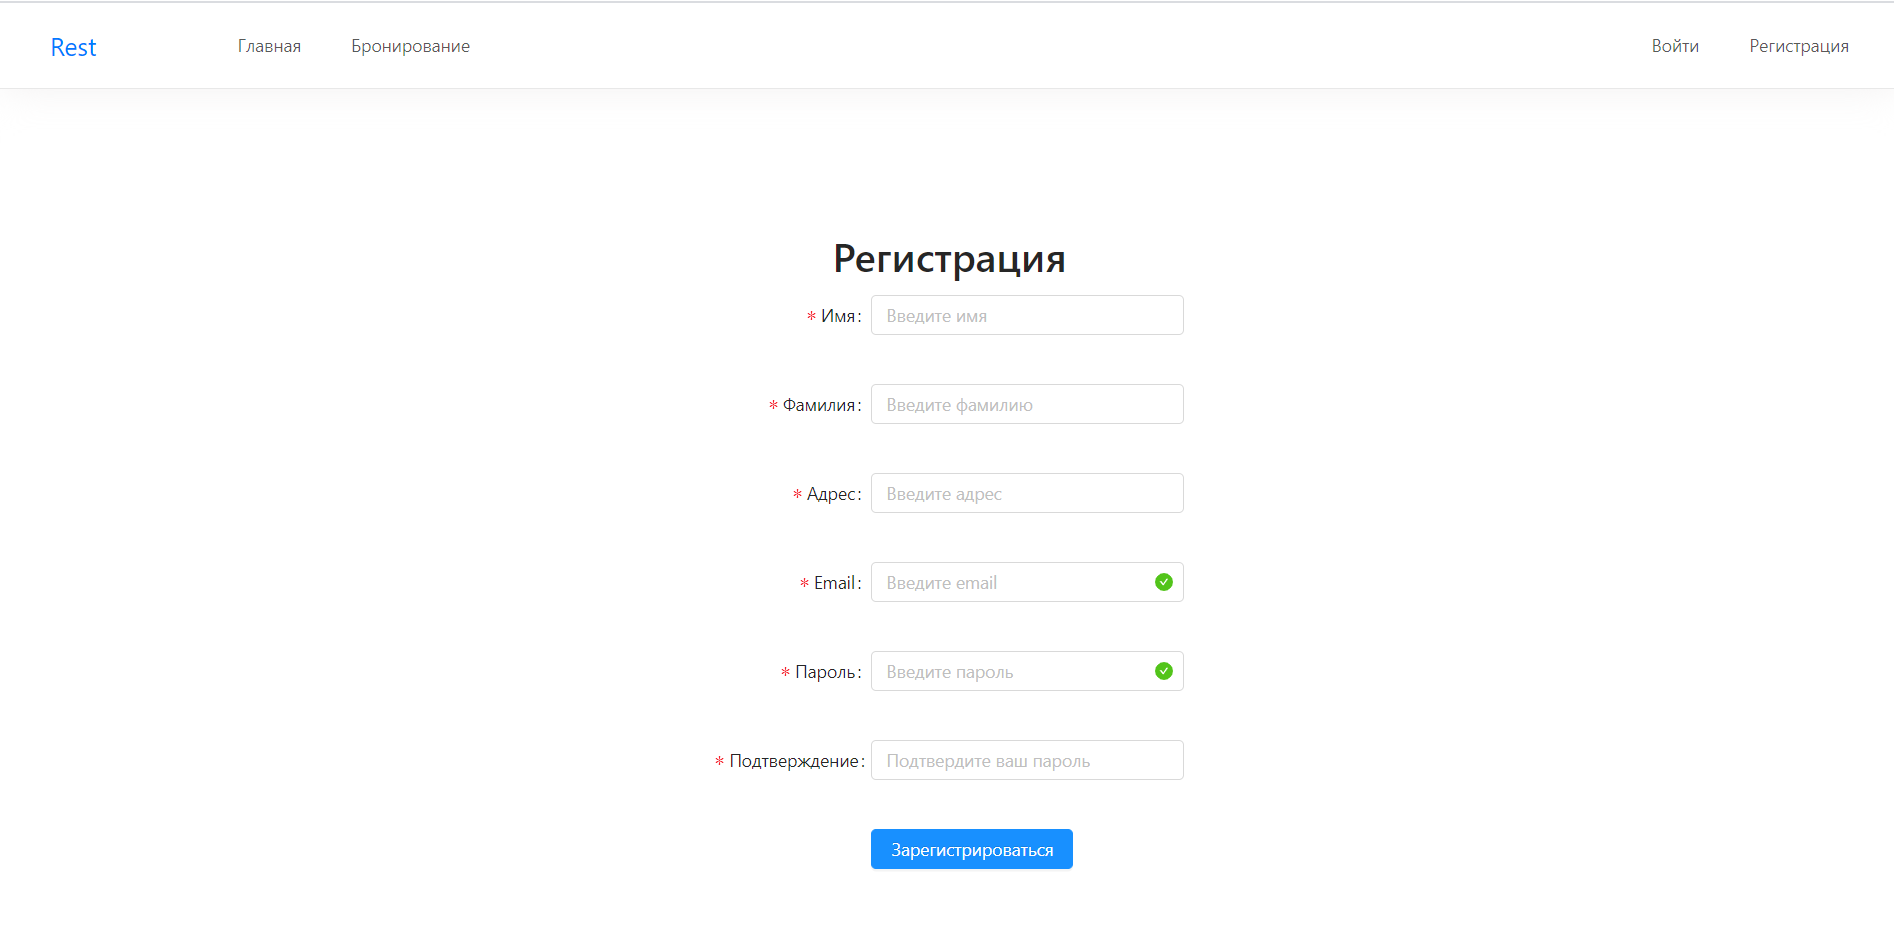 Rest Главная Бронирование Войти Регистрация
Регистрация
* Имя: Введите имя
* Фамилия: Введите фамилию
* Адрес: Введите адрес
* Email: Введите email
* Пароль: Введите пароль
* Подтверждение: Подтвердите ваш пароль
Зарегистрироваться